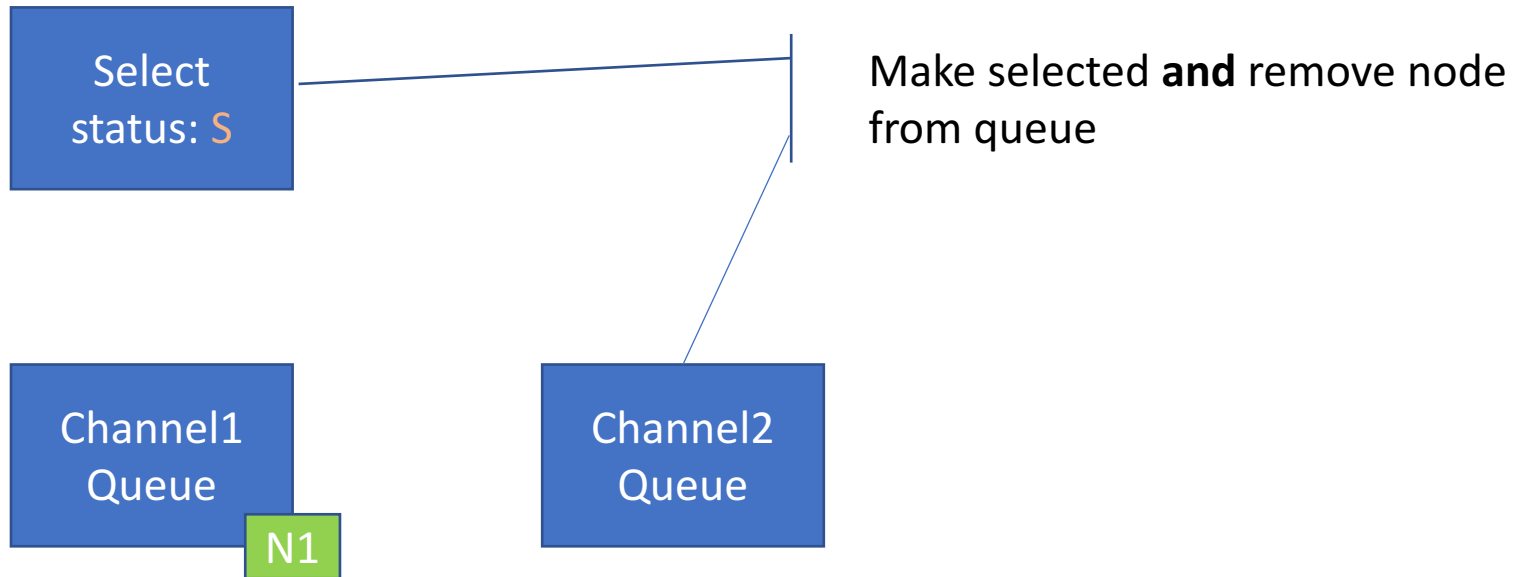 Select
status: S
Make selected and remove node
from queue
Channel1
Queue
N1
Channel2
Queue